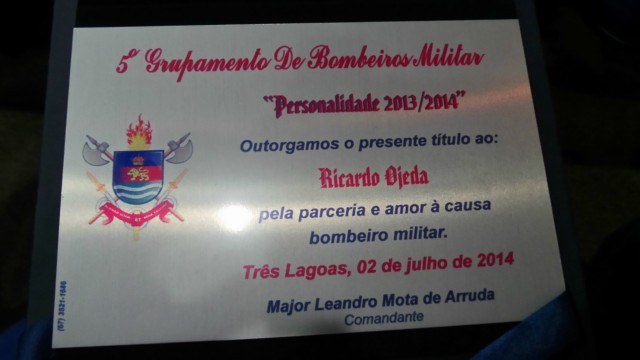 5º Grupamento De Bombeiros Militar
“Personalidade 2013/2014”
Outorgamos o presente título ao:
Ricardo Ojeda
pela parceria e amor à causa
bombeiro militar.
Três Lagoas, 02 de julho de 2014
Major Leandro Mota de Arruda
Comandante